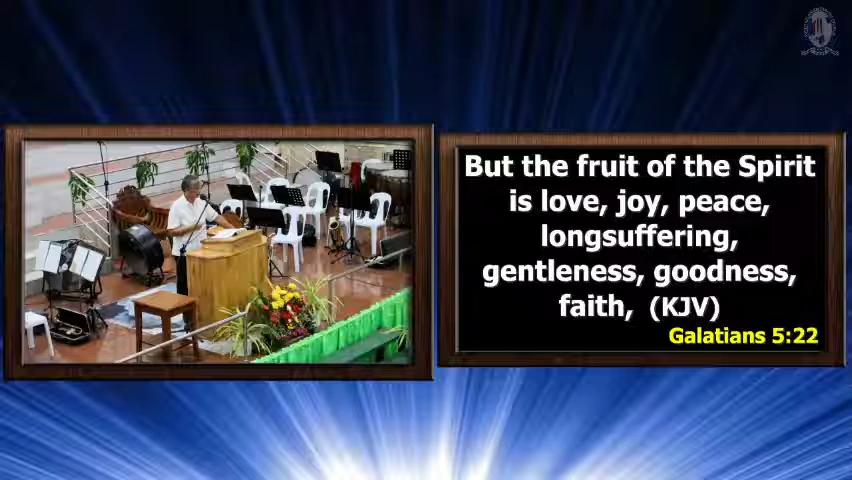 But the fruit of the Spirit
is love, joy, peace,
longsuffering,
gentleness, goodness,
faith,  (KJV)
Galatians 5:22